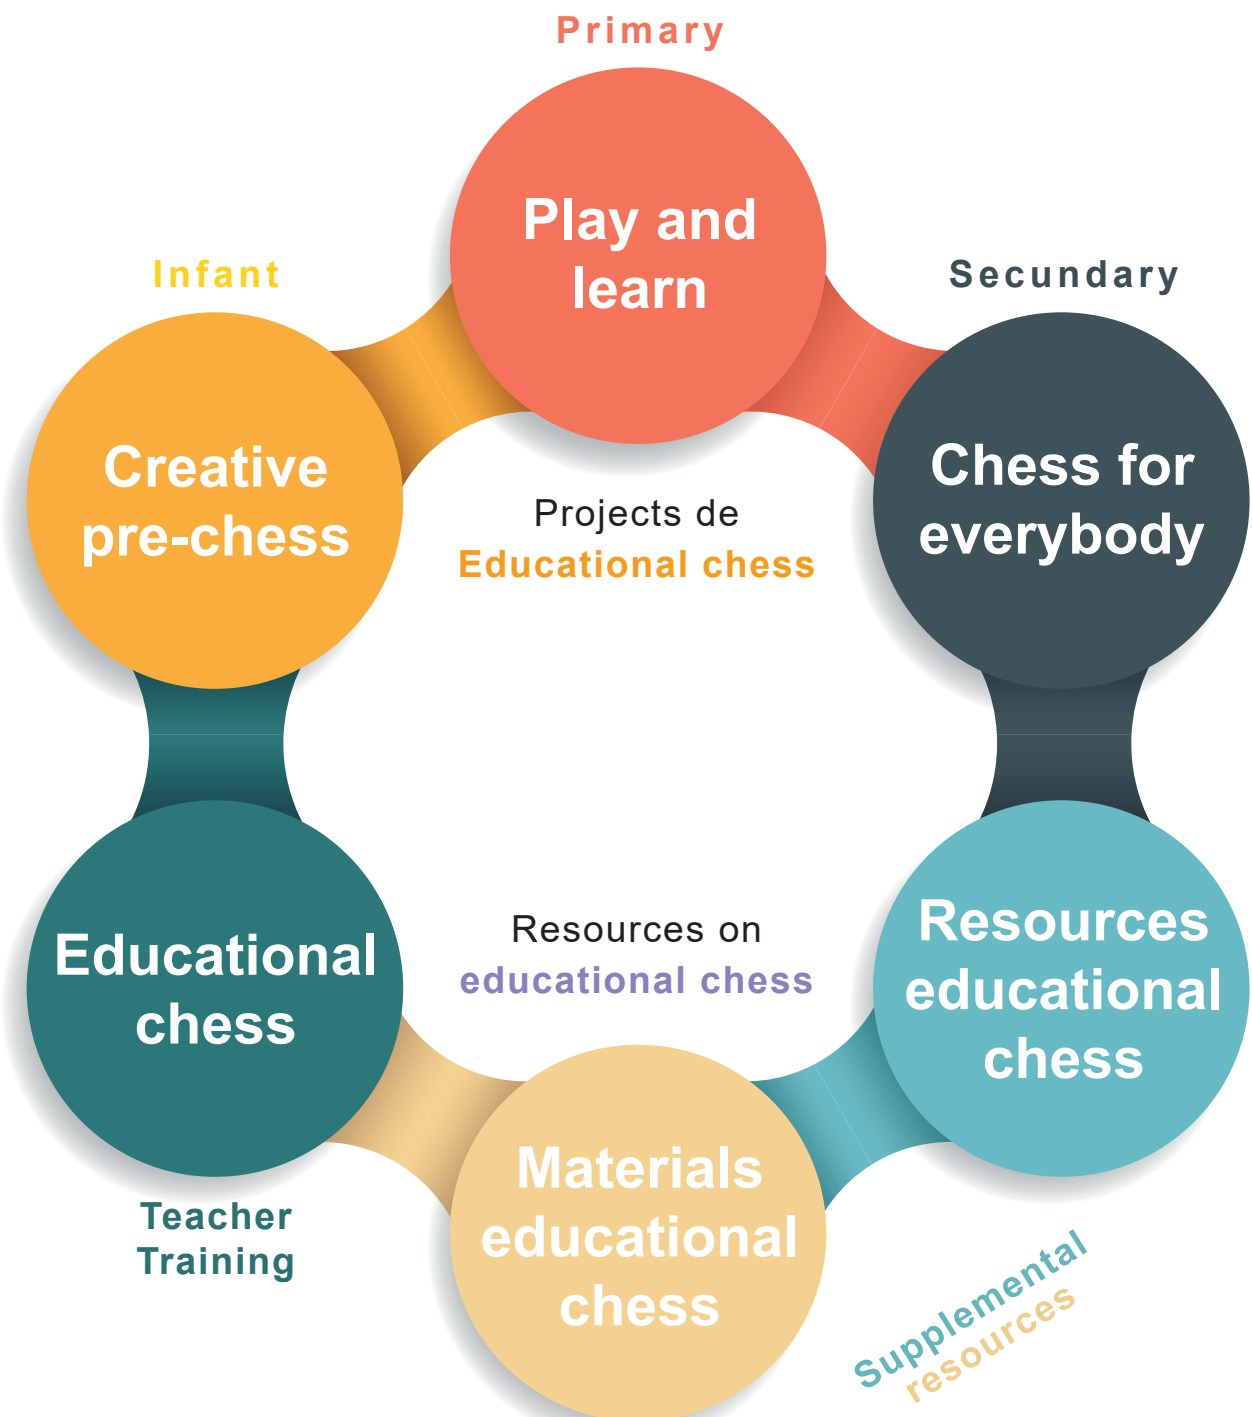 Primary
Play and
learn
Infant
Secundary
Creative
pre-chess
Chess for
everybody
Projects de
Educational chess
Resources on
educational chess
Educational
chess
Resources
educational
chess
Teacher
Training
Materials
educational
chess
Supplemental
resources